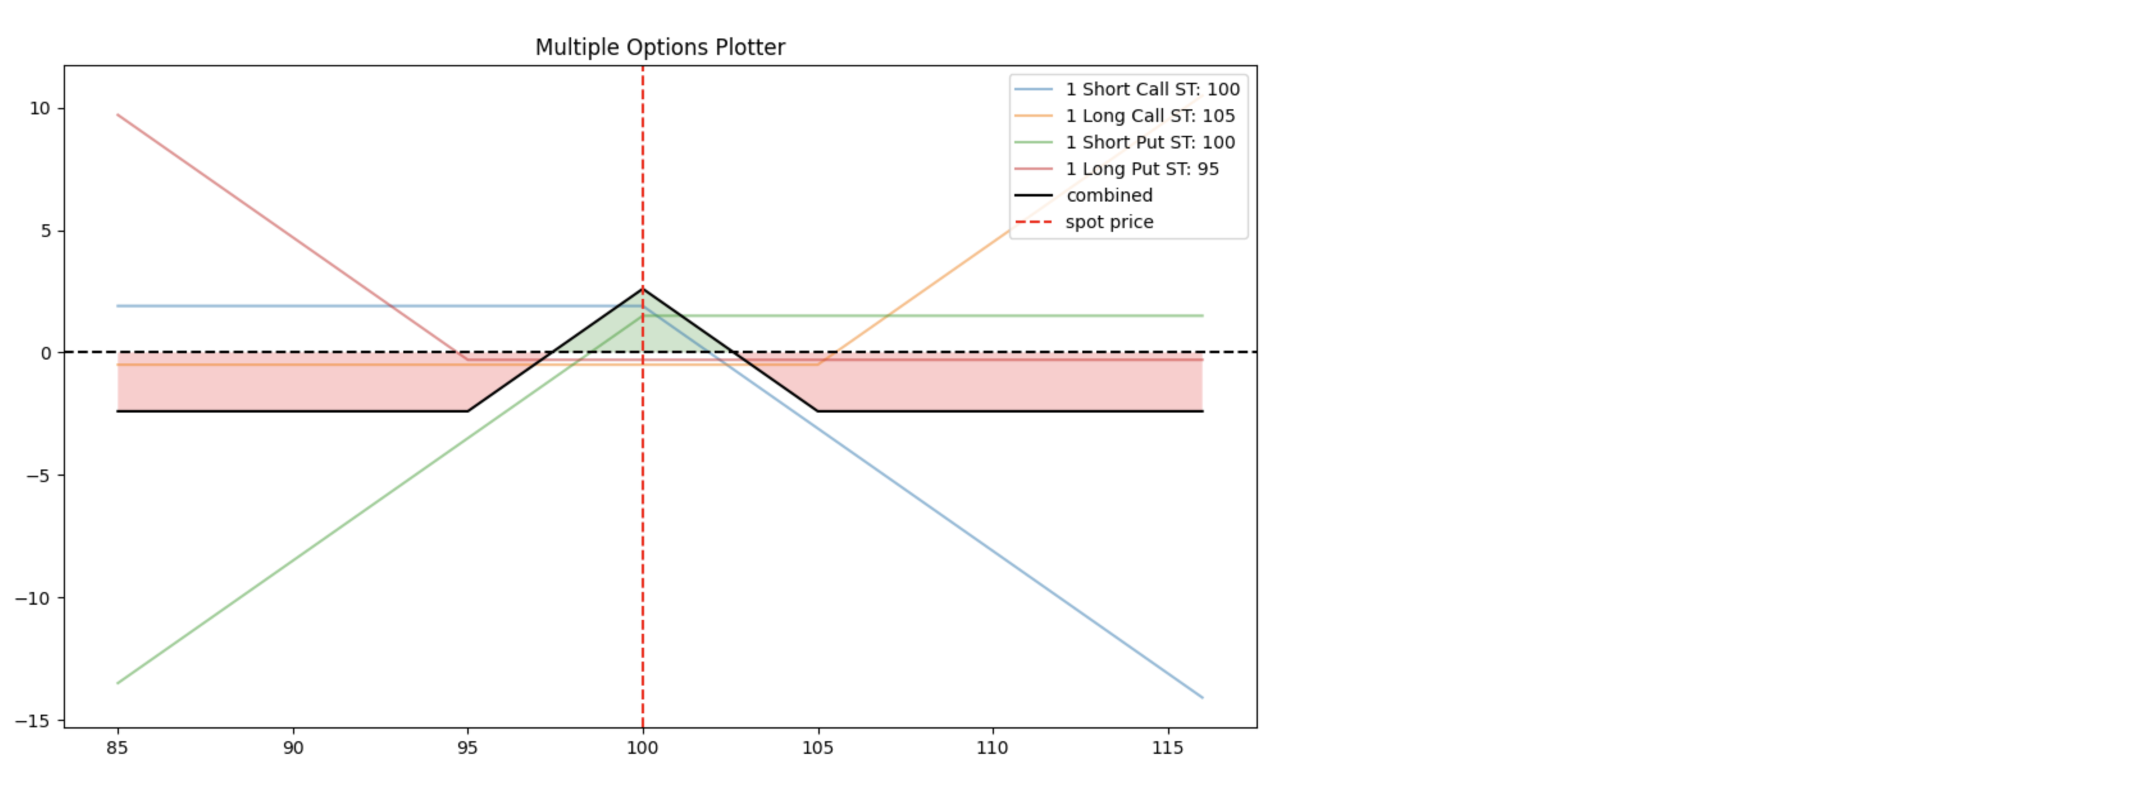 Multiple Options Plotter
1 Short Call ST: 100
1 Long Call ST: 105
1 Short Put ST: 100
1 Long Put ST: 95
combined
spot price
10
5
0
−5
−10
−15
85 90 95 100 105 110 115